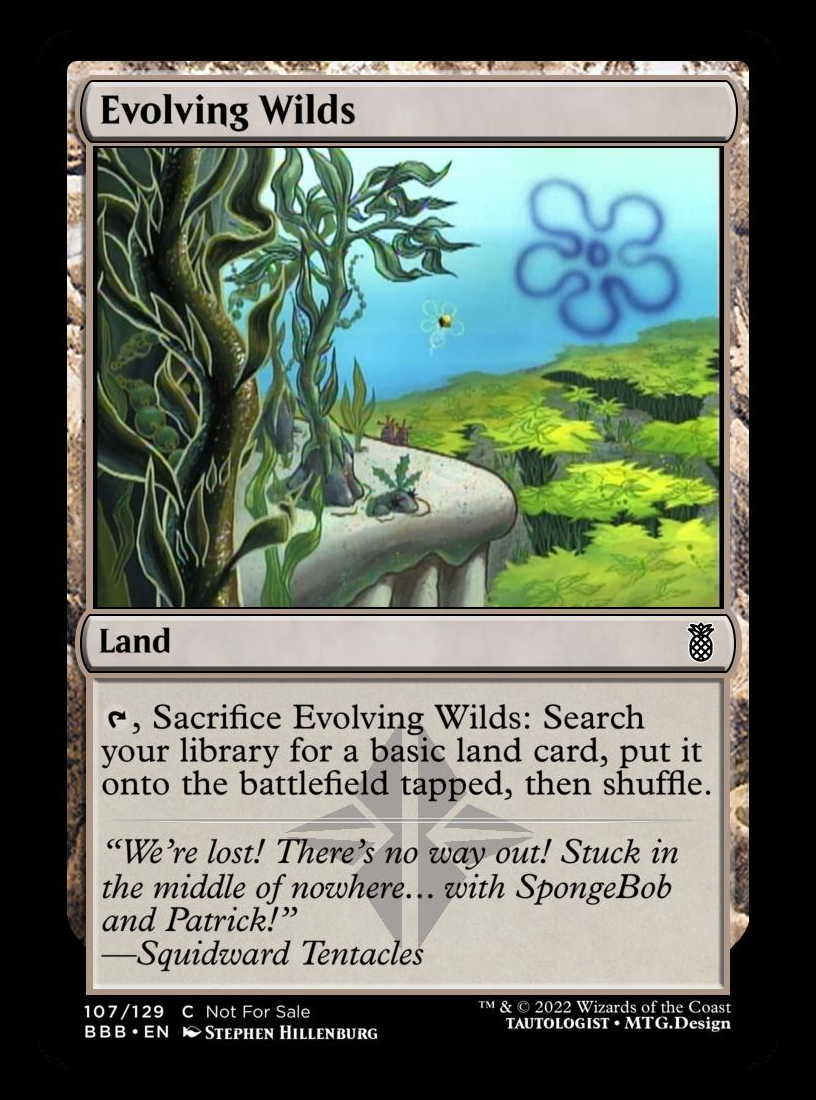 Evolving Wilds
Land
, Sacrifice Evolving Wilds: Search
your library for a basic land card, put it
onto the battlefield tapped, then shuffle.
“We’re lost! There’s no way out! Stuck in
the middle of nowhere… with SpongeBob
and Patrick!”
—Squidward Tentacles
107/129 C Not For Sale
BBB • EN Stephen Hillenburg
™ & © 2022 Wizards of the Coast
TAUTOLOGIST • MTG.Design